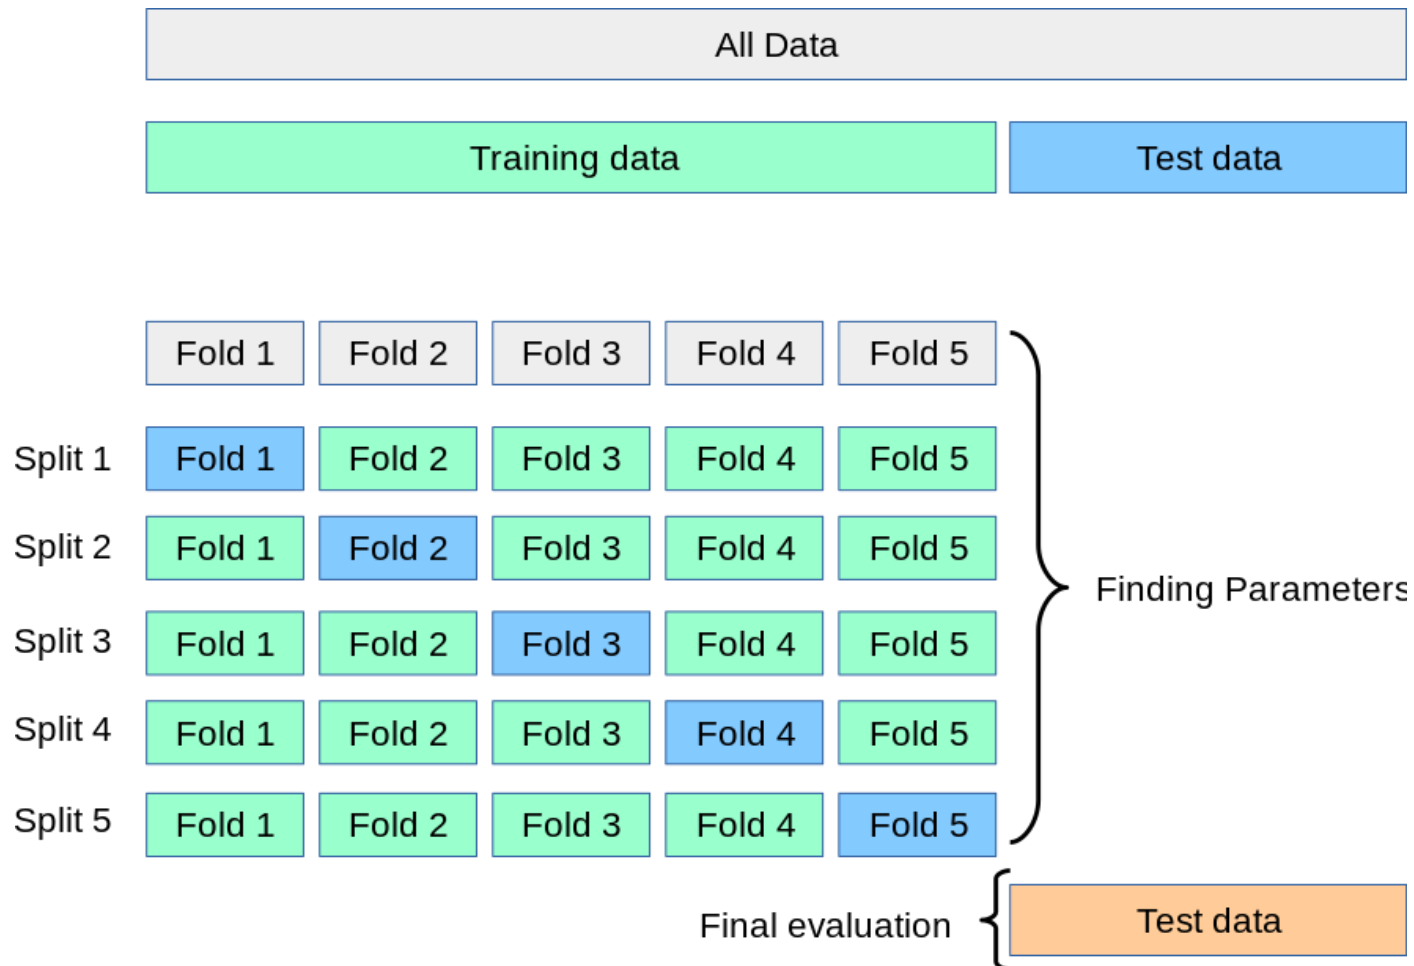 All Data
Training data Test data
Fold 1 Fold 2 Fold 3 Fold 4 Fold 5
Split 1 Fold 1 Fold 2 Fold 3 Fold 4 Fold 5
Split 2 Fold 1 Fold 2 Fold 3 Fold 4 Fold 5
Finding Parameters
Split 3 Fold 1 Fold 2 Fold 3 Fold 4 Fold 5
Split 4 Fold 1 Fold 2 Fold 3 Fold 4 Fold 5
Split 5 Fold 1 Fold 2 Fold 3 Fold 4 Fold 5
Final evaluation Test data